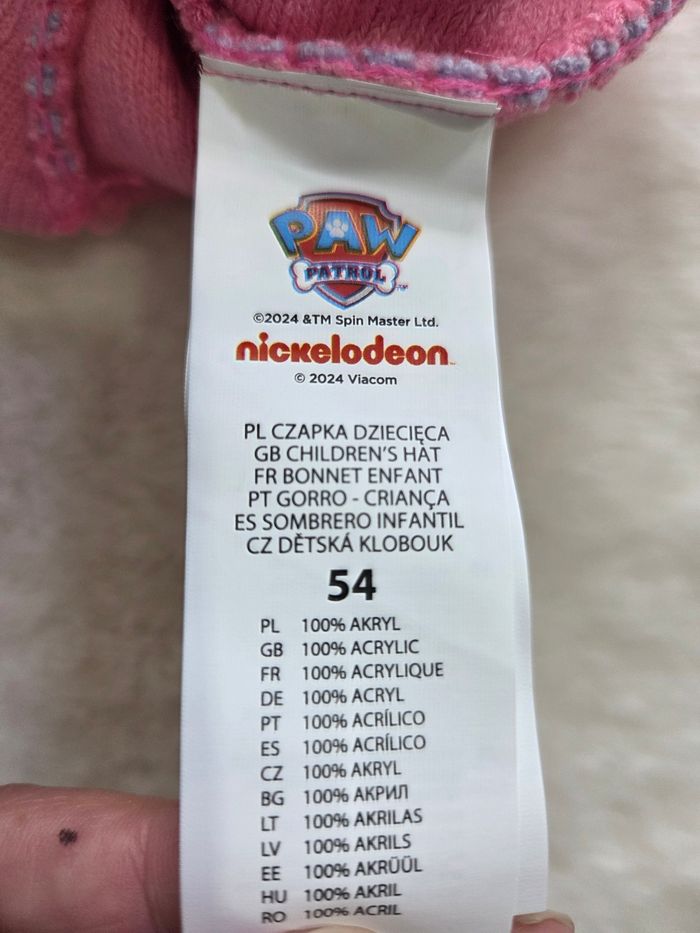 PAW
PATROL
TM
©2024 &TM Spin Master Ltd.
nickelodeon
© 2024 Viacom
PL CZAPKA DZIECIĘCA
GB CHILDREN'S HAT
FR BONNET ENFANT
PT GORRO - CRIANÇA
ES SOMBRERO INFANTIL
CZ DĚTSKÁ KLOBOUK
54
PL 100% AKRYL
GB 100% ACRYLIC
FR 100% ACRYLIQUE
DE 100% ACRYL
PT 100% ACRÍLICO
ES 100% ACRÍLICO
CZ 100% AKRYL
BG 100% АКРИЛ
LT 100% AKRILAS
LV 100% AKRILS
EE 100% AKRÜÜL
HU 100% AKRIL
RO 100% ACRIL